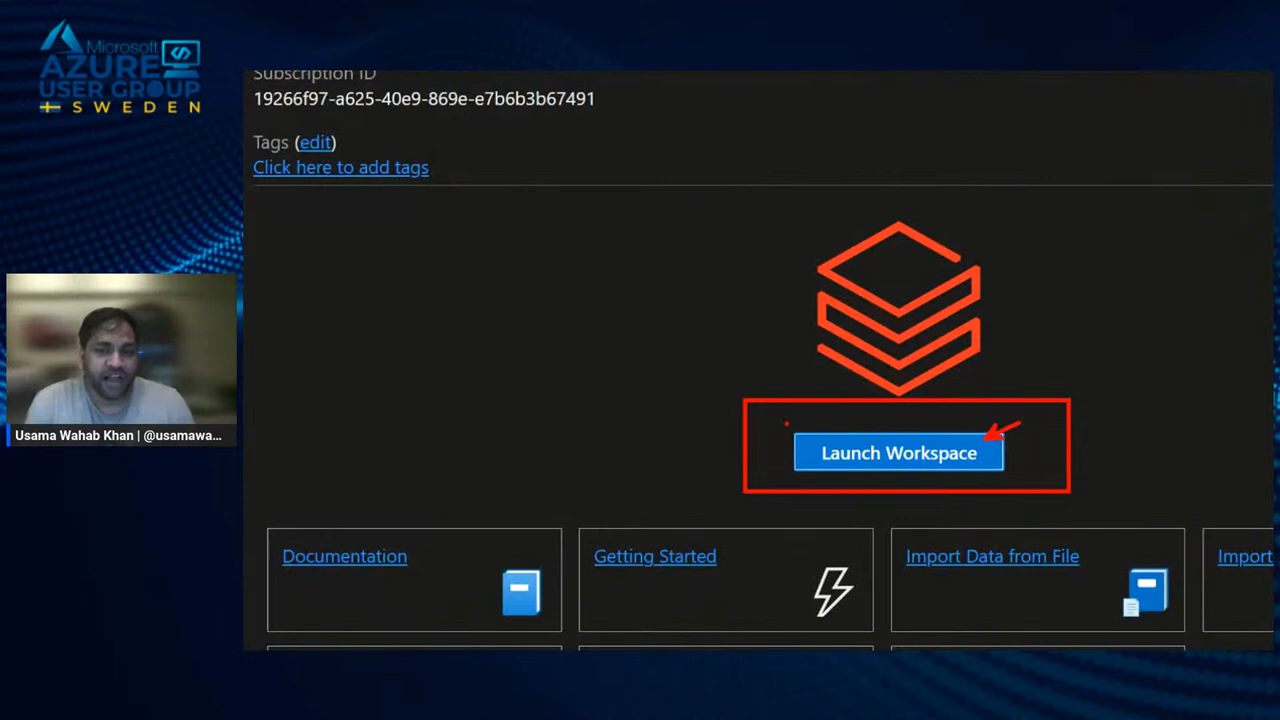 Microsoft
AZURE
USER GROUP
SWEDEN
Subscription ID
19266f97-a625-40e9-869e-e7b6b3b67491
Tags (edit)
Click here to add tags
Launch Workspace
Usama Wahab Khan | @usamawa...
Documentation
Getting Started
Import Data from File
Import